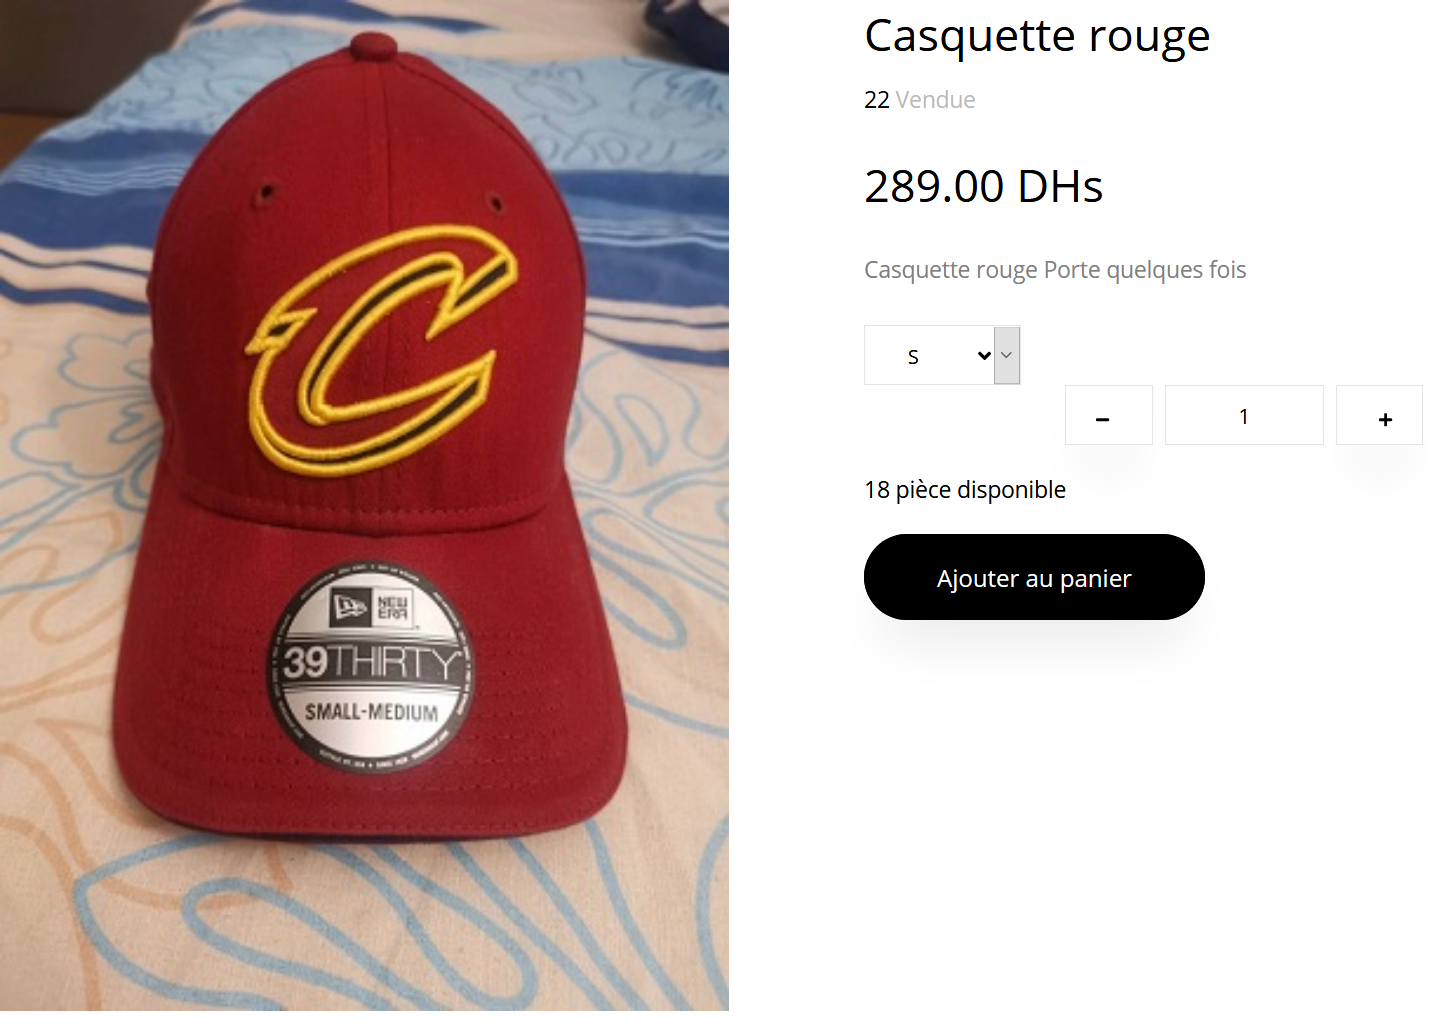 NEW
ERA
39THIRTY
SMALL-MEDIUM
Casquette rouge
22 Vendue
289.00 DHs
Casquette rouge Porte quelques fois
S
1
18 pièce disponible
Ajouter au panier